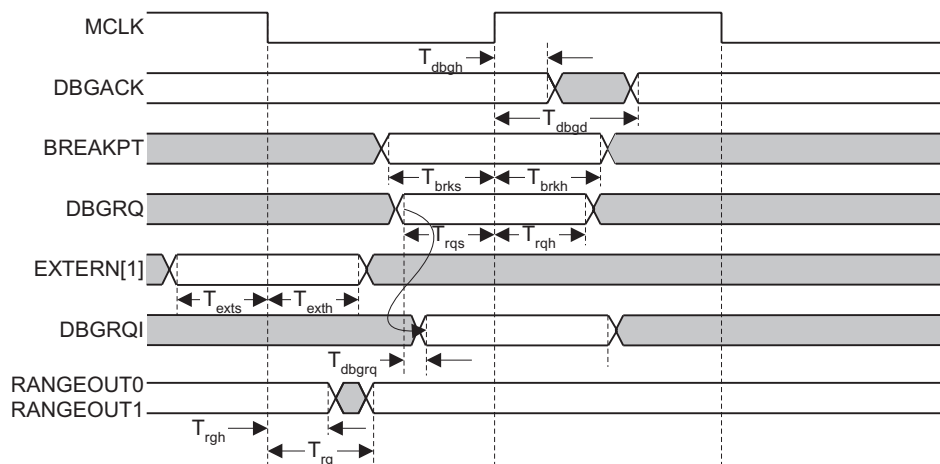 MCLK
T dbgh
DBGACK
T dbgd
BREAKPT
T brks
T brkh
DBGRQ
T rqs
T rqh
EXTERN[1]
T exts
T exth
DBGRQI
T dbgrq
RANGEOUT0
RANGEOUT1
T rgh
T rg